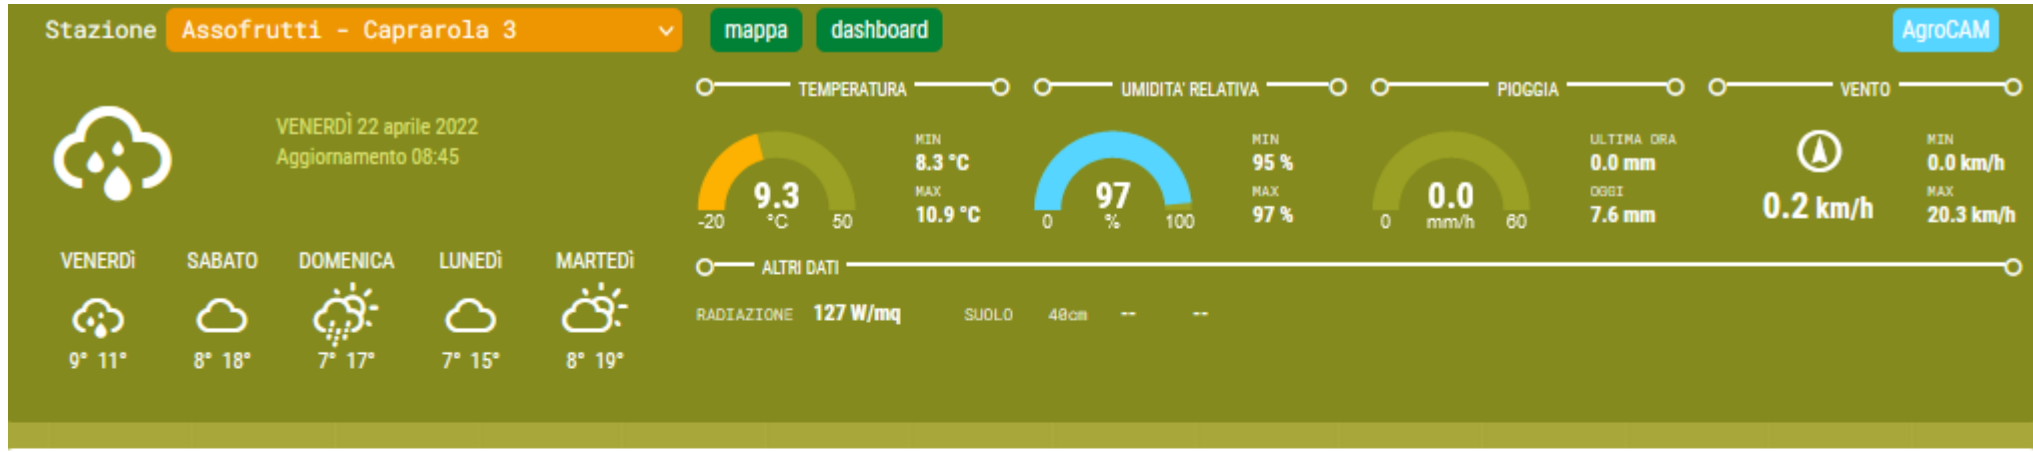 Stazione Assofrutti - Caprarola 3 mappa dashboard AgroCAM
VENERDÌ 22 aprile 2022
Aggiornamento 08:45
VENERDÌ SABATO DOMENICA LUNEDÌ MARTEDÌ
9° 11° 8° 18° 7° 17° 7° 15° 8° 19°
TEMPERATURA
9.3
°C
-20 50
MIN
8.3 °C
MAX
10.9 °C
UMIDITA' RELATIVA
97
%
0 100
MIN
95 %
MAX
97 %
PIOGGIA
0.0
mm/h
0 60
ULTIMA ORA
0.0 mm
OGGI
7.6 mm
VENTO
0.2 km/h
MIN
0.0 km/h
MAX
20.3 km/h
ALTRI DATI
RADIAZIONE 127 W/mq SUOLO 40cm -- --